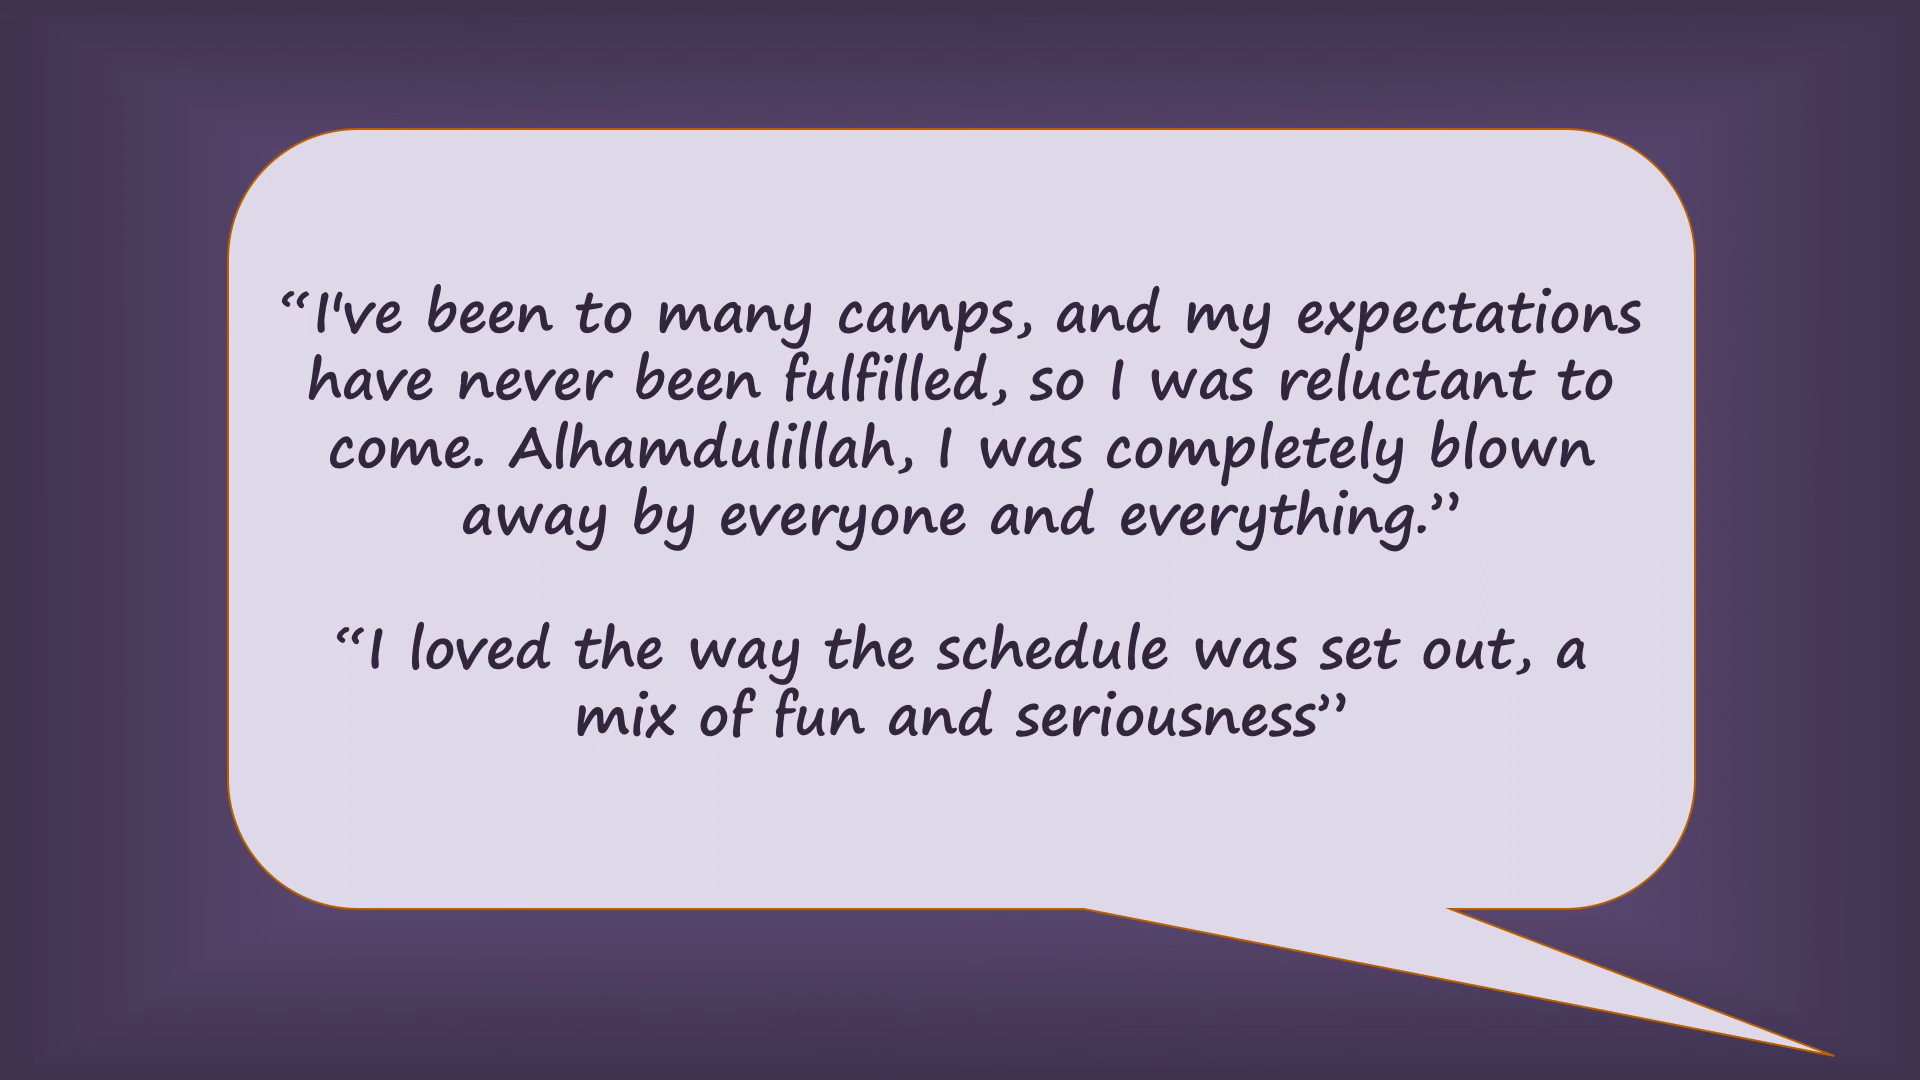 “I've been to many camps, and my expectations
have never been fulfilled, so I was reluctant to
come. Alhamdulillah, I was completely blown
away by everyone and everything.”
“I loved the way the schedule was set out, a
mix of fun and seriousness”